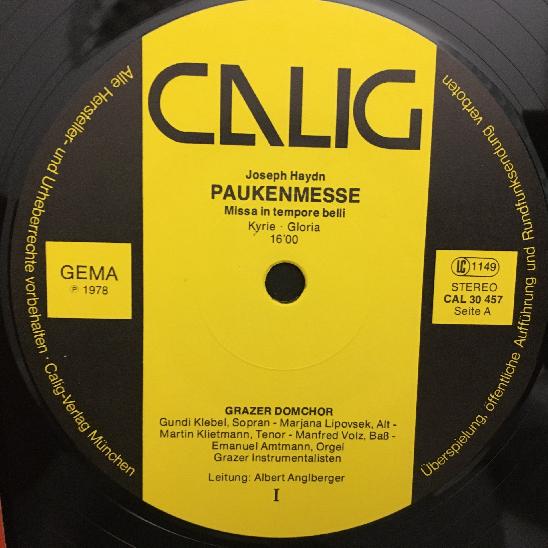 CALIG
Joseph Haydn
PAUKENMESSE
Missa in tempore belli
Kyrie · Gloria
16'00
GEMA
℗ 1978
LC 1149
STEREO
CAL 30 457
Seite A
GRAZER DOMCHOR
Gundi Klebel, Sopran - Marjana Lipovsek, Alt -
Martin Klietmann, Tenor - Manfred Volz, Baß -
Emanuel Amtmann, Orgel
Grazer Instrumentalisten
Leitung: Albert Anglberger
I
Alle Hersteller- und Urheberrechte vorbehalten · Calig-Verlag München
Überspielung, öffentliche Aufführung und Rundfunksendung verboten